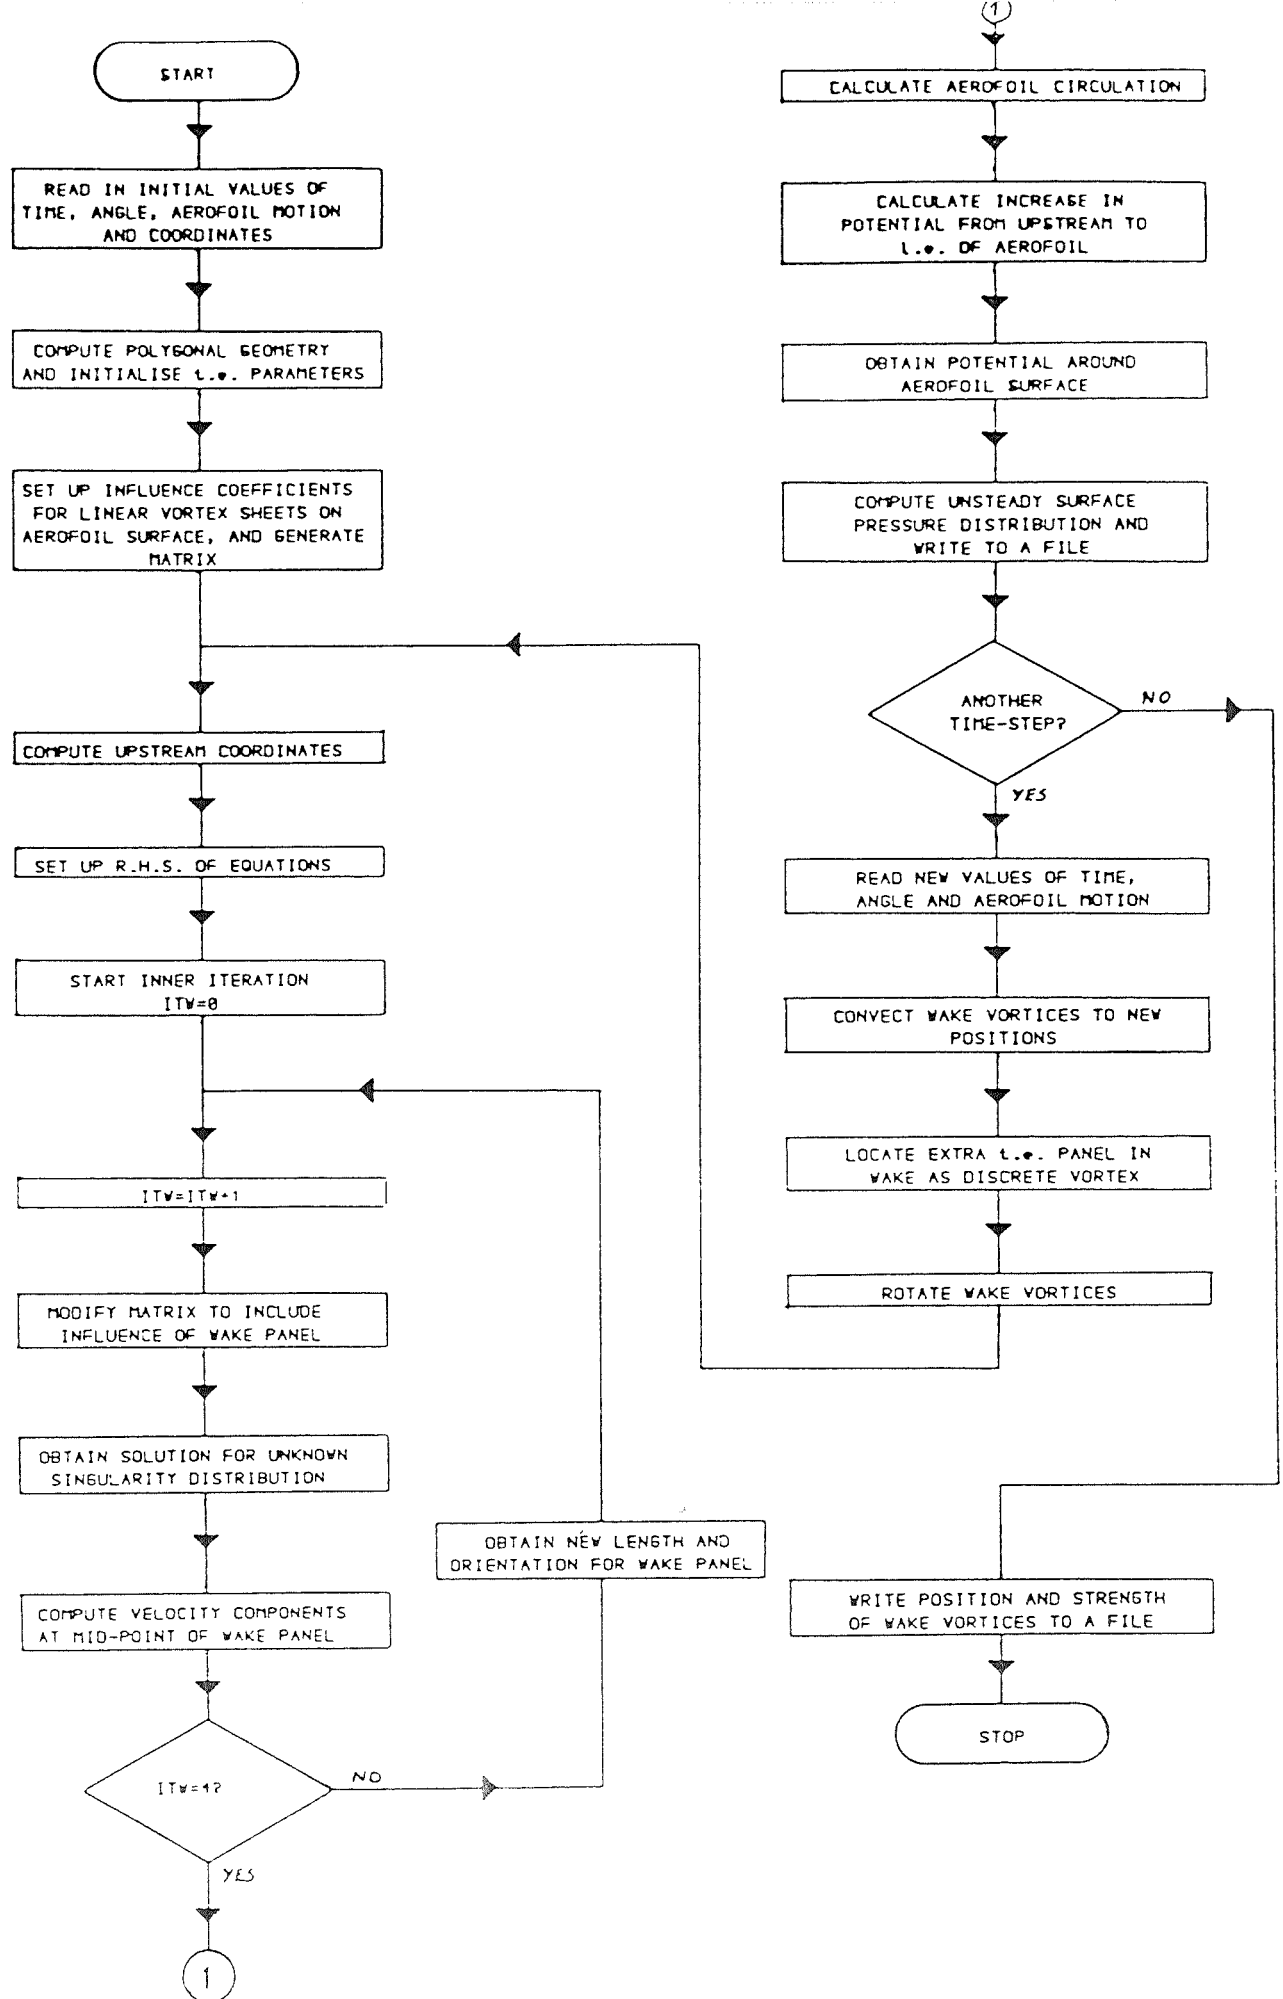 START
READ IN INITIAL VALUES OF
TIME, ANGLE, AEROFOIL MOTION
AND COORDINATES
COMPUTE POLYGONAL GEOMETRY
AND INITIALISE t.e. PARAMETERS
SET UP INFLUENCE COEFFICIENTS
FOR LINEAR VORTEX SHEETS ON
AEROFOIL SURFACE, AND GENERATE
MATRIX
COMPUTE UPSTREAM COORDINATES
SET UP R.H.S. OF EQUATIONS
START INNER ITERATION
ITW=0
ITW=ITW+1
MODIFY MATRIX TO INCLUDE
INFLUENCE OF WAKE PANEL
OBTAIN SOLUTION FOR UNKNOWN
SINGULARITY DISTRIBUTION
COMPUTE VELOCITY COMPONENTS
AT MID-POINT OF WAKE PANEL
ITW=4?
NO
YES
1
OBTAIN NEW LENGTH AND
ORIENTATION FOR WAKE PANEL
1
CALCULATE AEROFOIL CIRCULATION
CALCULATE INCREASE IN
POTENTIAL FROM UPSTREAM TO
l.e. OF AEROFOIL
OBTAIN POTENTIAL AROUND
AEROFOIL SURFACE
COMPUTE UNSTEADY SURFACE
PRESSURE DISTRIBUTION AND
WRITE TO A FILE
ANOTHER
TIME-STEP?
NO
YES
READ NEW VALUES OF TIME,
ANGLE AND AEROFOIL MOTION
CONVECT WAKE VORTICES TO NEW
POSITIONS
LOCATE EXTRA t.e. PANEL IN
WAKE AS DISCRETE VORTEX
ROTATE WAKE VORTICES
WRITE POSITION AND STRENGTH
OF WAKE VORTICES TO A FILE
STOP